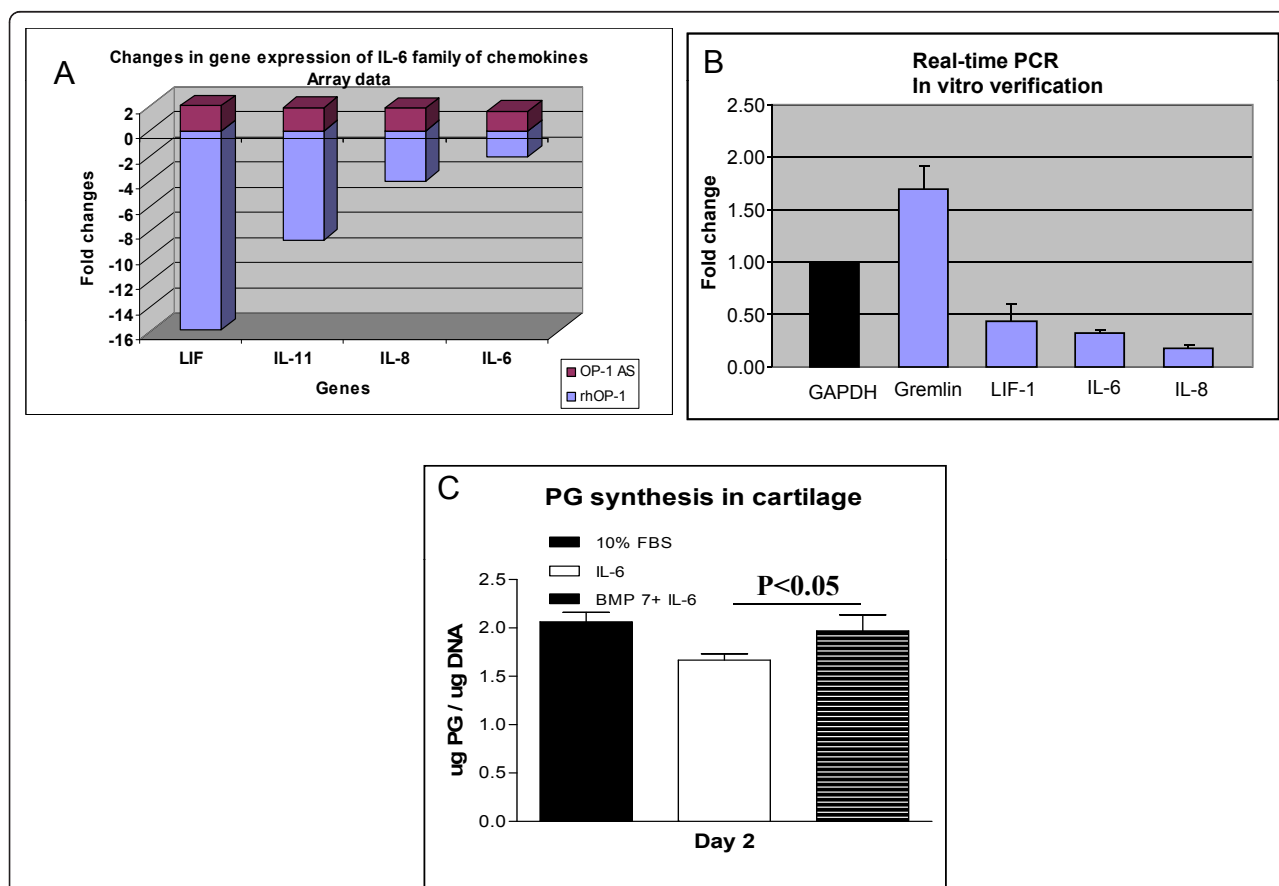 A
Changes in gene expression of IL-6 family of chemokines
Array data
Fold changes
2
0
-2
-4
-6
-8
-10
-12
-14
-16
LIF
IL-11
IL-8
IL-6
Genes
OP-1 AS
rhOP-1
B
Real-time PCR
In vitro verification
Fold change
2.50
2.00
1.50
1.00
0.50
0.00
GAPDH
Gremlin
LIF-1
IL-6
IL-8
C
PG synthesis in cartilage
10% FBS
IL-6
BMP 7+ IL-6
P<0.05
ug PG / ug DNA
2.5
2.0
1.5
1.0
0.5
0.0
Day 2